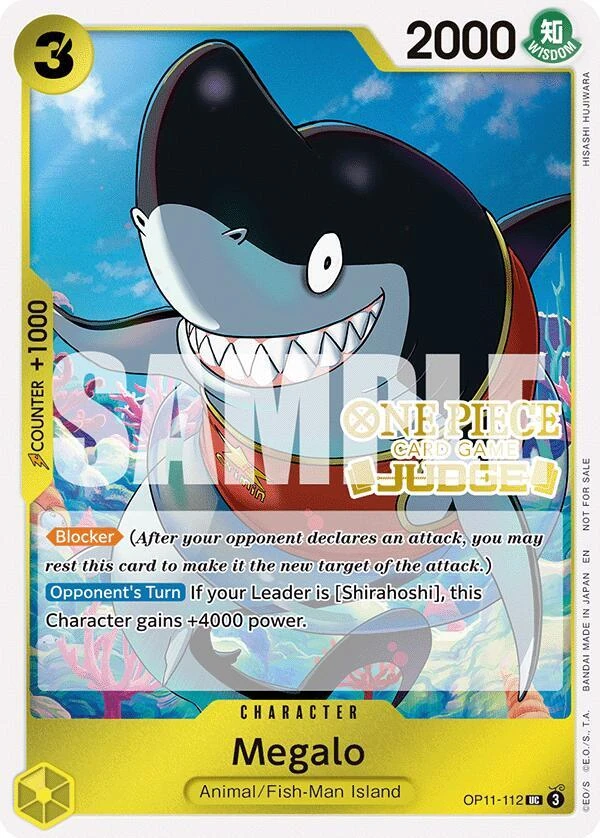 3
2000
知
WISDOM
HISASHI HUJIWARA
COUNTER +1000
SAMPLE
ONE PIECE
CARD GAME
JUDGE
Blocker (After your opponent declares an attack, you may
rest this card to make it the new target of the attack.)
Opponent's Turn If your Leader is [Shirahoshi], this
Character gains +4000 power.
CHARACTER
Megalo
Animal/Fish-Man Island
OP11-112 UC 3
©EO/S ©E.O./S., T.A. BANDAI MADE IN JAPAN EN NOT FOR SALE